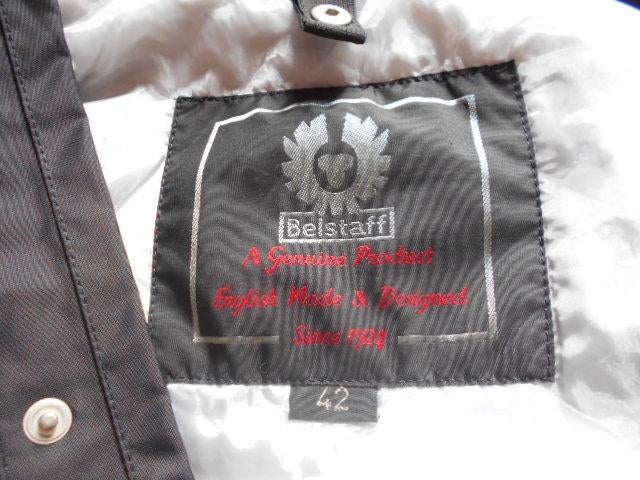 Belstaff
A Genuine Product
English Made & Designed
Since 1924
42